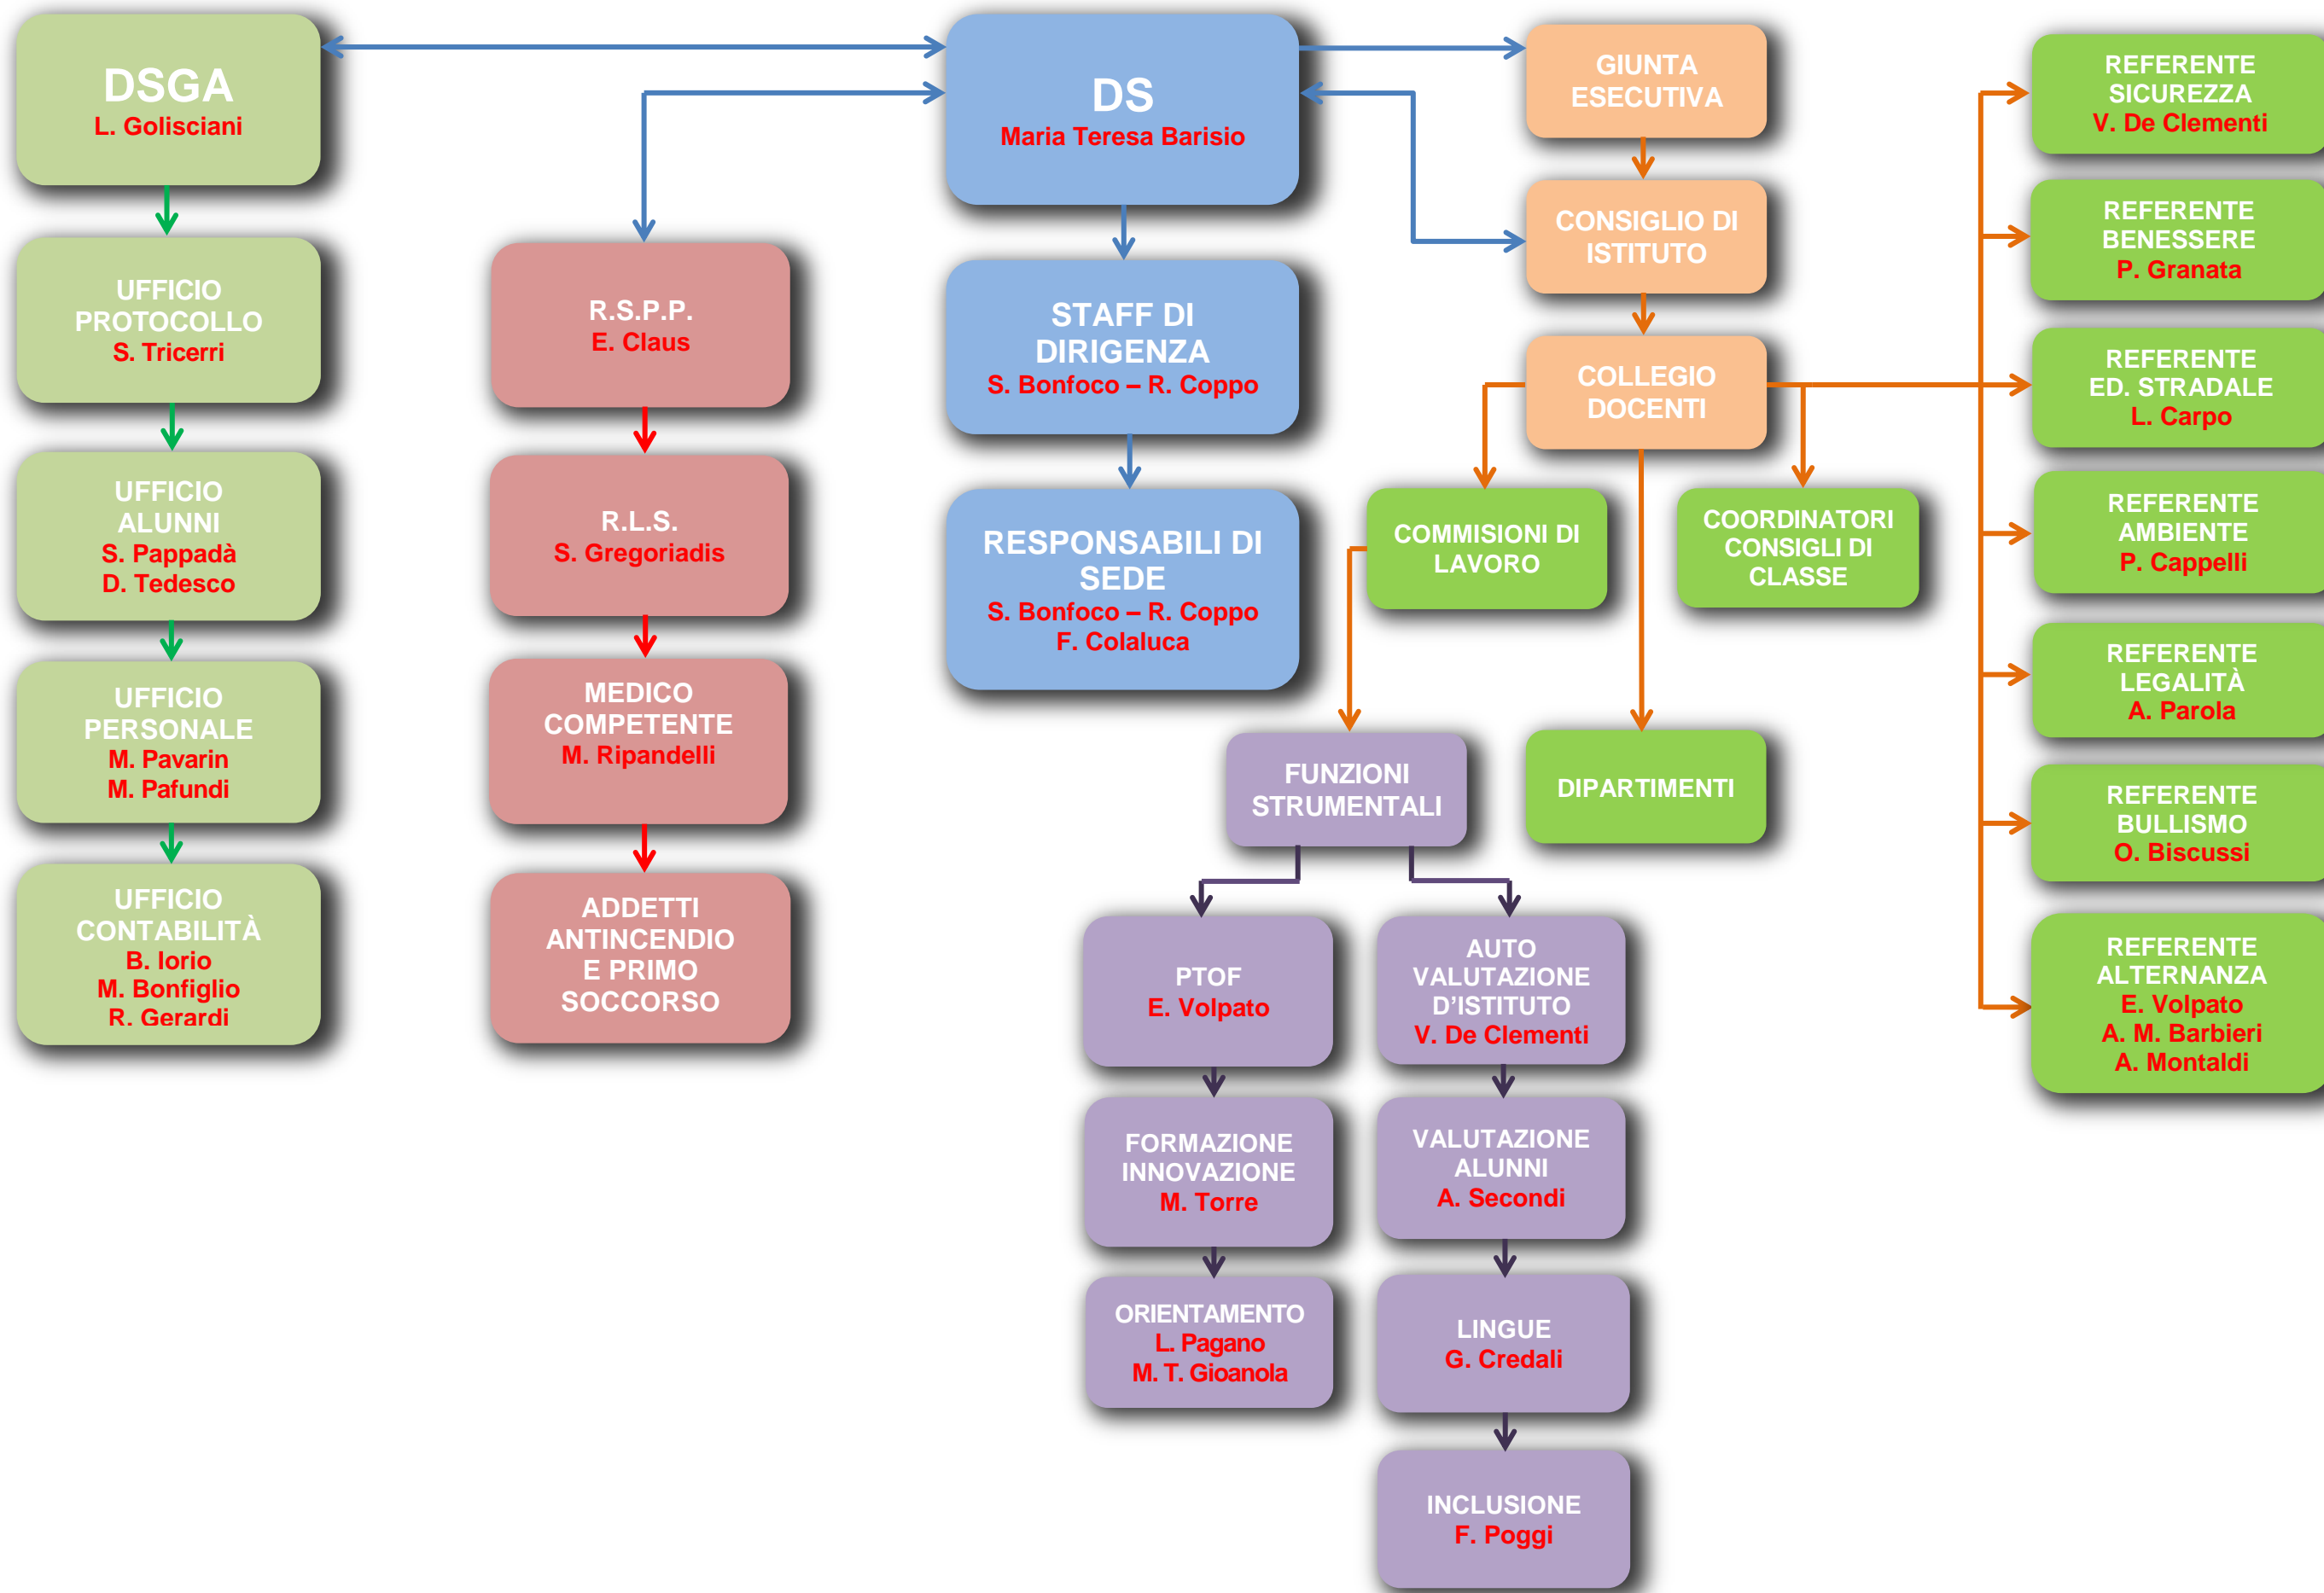 DSGA
L. Golisciani
UFFICIO
PROTOCOLLO
S. Tricerri
UFFICIO
ALUNNI
S. Pappadà
D. Tedesco
UFFICIO
PERSONALE
M. Pavarin
M. Pafundi
UFFICIO
CONTABILITÀ
B. Iorio
M. Bonfiglio
R. Gerardi
R.S.P.P.
E. Claus
R.L.S.
S. Gregoriadis
MEDICO
COMPETENTE
M. Ripandelli
ADDETTI
ANTINCENDIO
E PRIMO
SOCCORSO
DS
Maria Teresa Barisio
STAFF DI
DIRIGENZA
S. Bonfoco – R. Coppo
RESPONSABILI DI
SEDE
S. Bonfoco – R. Coppo
F. Colaluca
GIUNTA
ESECUTIVA
CONSIGLIO DI
ISTITUTO
COLLEGIO
DOCENTI
COMMISIONI DI
LAVORO
COORDINATORI
CONSIGLI DI
CLASSE
FUNZIONI
STRUMENTALI
DIPARTIMENTI
PTOF
E. Volpato
FORMAZIONE
INNOVAZIONE
M. Torre
ORIENTAMENTO
L. Pagano
M. T. Gioanola
AUTO
VALUTAZIONE
D’ISTITUTO
V. De Clementi
VALUTAZIONE
ALUNNI
A. Secondi
LINGUE
G. Credali
INCLUSIONE
F. Poggi
REFERENTE
SICUREZZA
V. De Clementi
REFERENTE
BENESSERE
P. Granata
REFERENTE
ED. STRADALE
L. Carpo
REFERENTE
AMBIENTE
P. Cappelli
REFERENTE
LEGALITÀ
A. Parola
REFERENTE
BULLISMO
O. Biscussi
REFERENTE
ALTERNANZA
E. Volpato
A. M. Barbieri
A. Montaldi